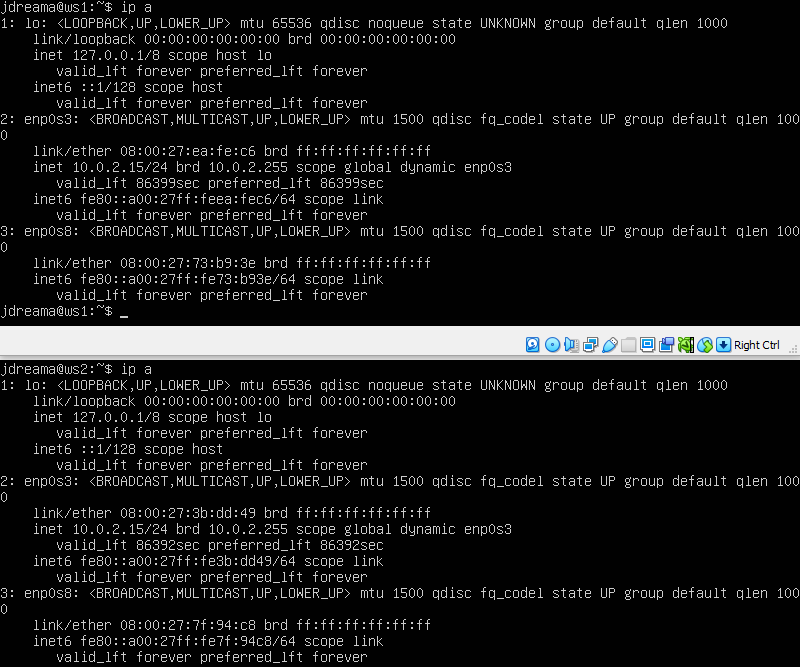 jdreama@ws1:~$ ip a
1: lo: <LOOPBACK,UP,LOWER_UP> mtu 65536 qdisc noqueue state UNKNOWN group default qlen 1000
    link/loopback 00:00:00:00:00:00 brd 00:00:00:00:00:00
    inet 127.0.0.1/8 scope host lo
       valid_lft forever preferred_lft forever
    inet6 ::1/128 scope host
       valid_lft forever preferred_lft forever
2: enp0s3: <BROADCAST,MULTICAST,UP,LOWER_UP> mtu 1500 qdisc fq_codel state UP group default qlen 100
0
    link/ether 08:00:27:ea:fe:c6 brd ff:ff:ff:ff:ff:ff
    inet 10.0.2.15/24 brd 10.0.2.255 scope global dynamic enp0s3
       valid_lft 86399sec preferred_lft 86399sec
    inet6 fe80::a00:27ff:feea:fec6/64 scope link
       valid_lft forever preferred_lft forever
3: enp0s8: <BROADCAST,MULTICAST,UP,LOWER_UP> mtu 1500 qdisc fq_codel state UP group default qlen 100
0
    link/ether 08:00:27:73:b9:3e brd ff:ff:ff:ff:ff:ff
    inet6 fe80::a00:27ff:fe73:b93e/64 scope link
       valid_lft forever preferred_lft forever
jdreama@ws1:~$ _
Right Ctrl
jdreama@ws2:~$ ip a
1: lo: <LOOPBACK,UP,LOWER_UP> mtu 65536 qdisc noqueue state UNKNOWN group default qlen 1000
    link/loopback 00:00:00:00:00:00 brd 00:00:00:00:00:00
    inet 127.0.0.1/8 scope host lo
       valid_lft forever preferred_lft forever
    inet6 ::1/128 scope host
       valid_lft forever preferred_lft forever
2: enp0s3: <BROADCAST,MULTICAST,UP,LOWER_UP> mtu 1500 qdisc fq_codel state UP group default qlen 100
0
    link/ether 08:00:27:3b:dd:49 brd ff:ff:ff:ff:ff:ff
    inet 10.0.2.15/24 brd 10.0.2.255 scope global dynamic enp0s3
       valid_lft 86392sec preferred_lft 86392sec
    inet6 fe80::a00:27ff:fe3b:dd49/64 scope link
       valid_lft forever preferred_lft forever
3: enp0s8: <BROADCAST,MULTICAST,UP,LOWER_UP> mtu 1500 qdisc fq_codel state UP group default qlen 100
0
    link/ether 08:00:27:7f:94:c8 brd ff:ff:ff:ff:ff:ff
    inet6 fe80::a00:27ff:fe7f:94c8/64 scope link
       valid_lft forever preferred_lft forever